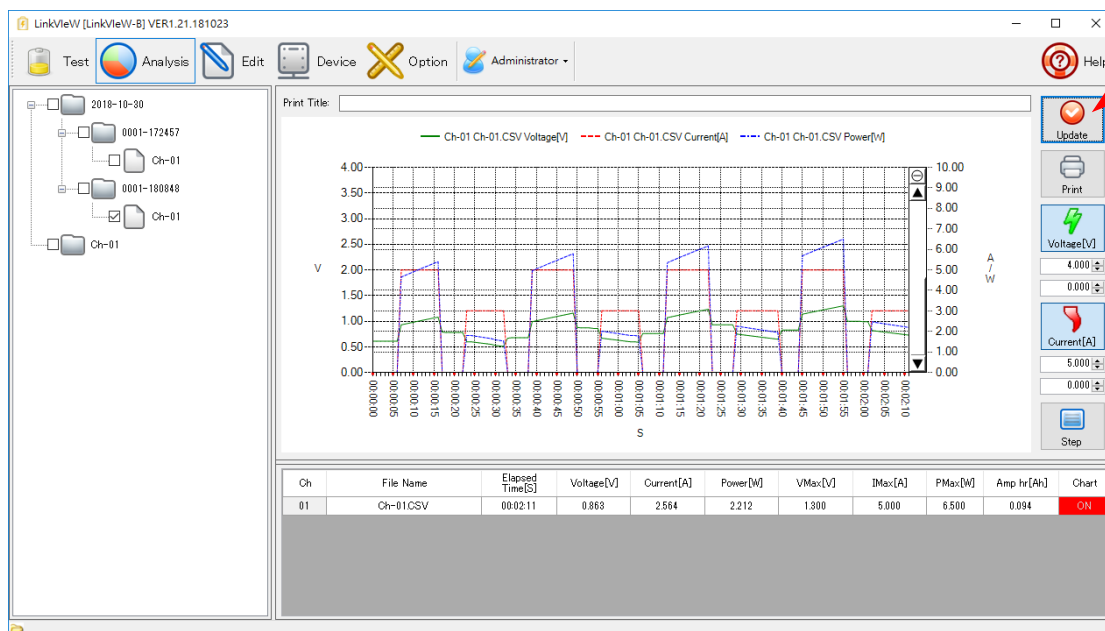 LinkVIeW [LinkVIeW-B] VER1.21.181023
Test Analysis Edit Device Option Administrator Help
2018-10-30
0001-172457
Ch-01
0001-180848
Ch-01
Ch-01
Print Title:
Ch-01 Ch-01.CSV Voltage[V] Ch-01 Ch-01.CSV Current[A] Ch-01 Ch-01.CSV Power[W]
4.00 10.00
3.50 9.00
3.00 8.00
7.00
2.50 6.00
V 2.00 5.00 A/W
1.50 4.00
1.00 3.00
2.00
0.50 1.00
0.00 0.00
00:00:00 00:00:05 00:00:10 00:00:15 00:00:20 00:00:25 00:00:30 00:00:35 00:00:40 00:00:45 00:00:50 00:00:55 00:01:00 00:01:05 00:01:10 00:01:15 00:01:20 00:01:25 00:01:30 00:01:35 00:01:40 00:01:45 00:01:50 00:01:55 00:02:00 00:02:05 00:02:10
S
Update
Print
Voltage[V]
4.000
0.000
Current[A]
5.000
0.000
Step
Ch File Name Elapsed Time[S] Voltage[V] Current[A] Power[W] VMax[V] IMax[A] PMax[W] Amp hr[Ah] Chart
01 Ch-01.CSV 00:02:11 0.863 2.564 2.212 1.300 5.000 6.500 0.094 ON